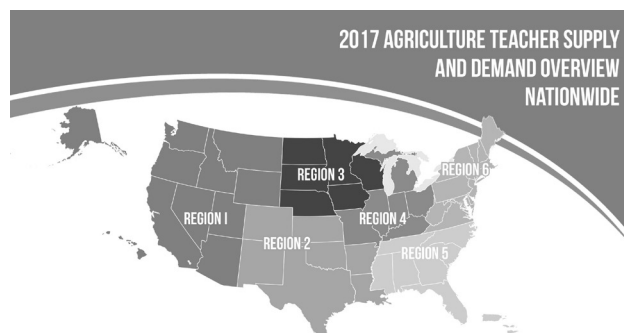 2017 AGRICULTURE TEACHER SUPPLY
AND DEMAND OVERVIEW
NATIONWIDE
REGION 3
REGION 6
REGION I
REGION 4
REGION 2
REGION 5